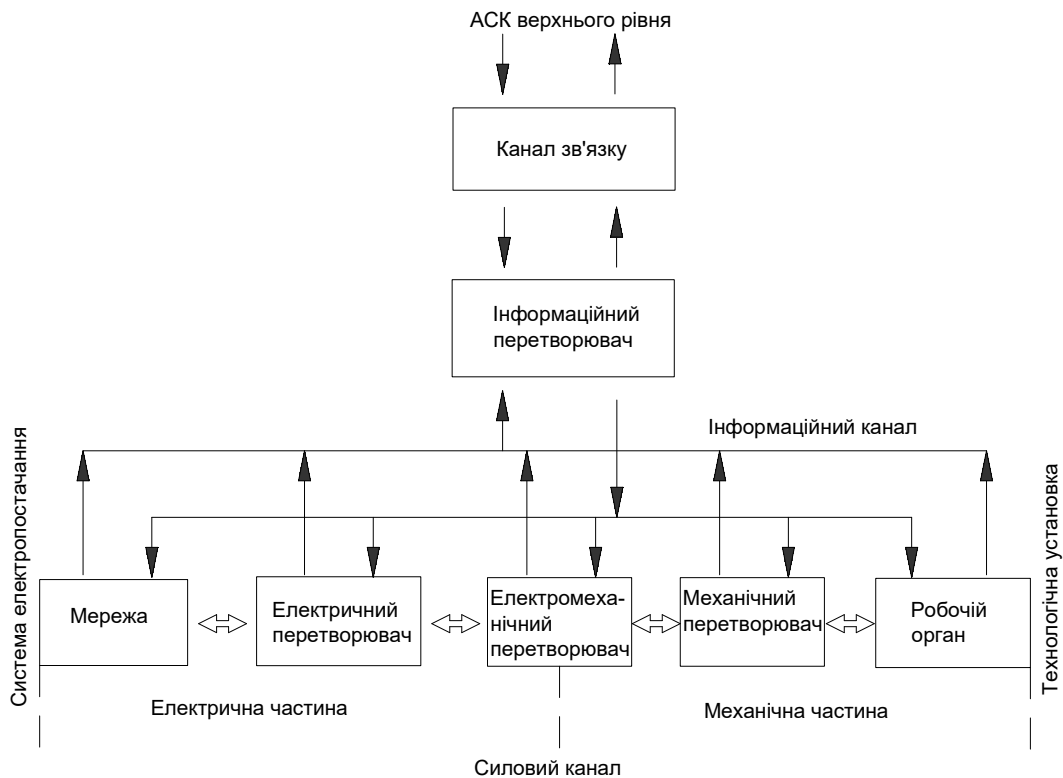 АСК верхнього рівня
Канал зв'язку
Інформаційний
перетворювач
Інформаційний канал
Система електропостачання
Технологічна установка
Мережа
Електричний
перетворювач
Електромеха-
нічний
перетворювач
Механічний
перетворювач
Робочій
орган
Електрична частина
Механічна частина
Силовий канал